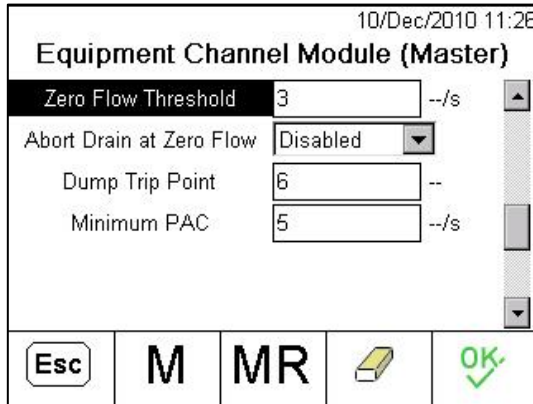 10/Dec/2010 11:26
Equipment Channel Module (Master)
Zero Flow Threshold 3 --/s
Abort Drain at Zero Flow Disabled
Dump Trip Point 6 --
Minimum PAC 5 --/s
Esc M MR OK